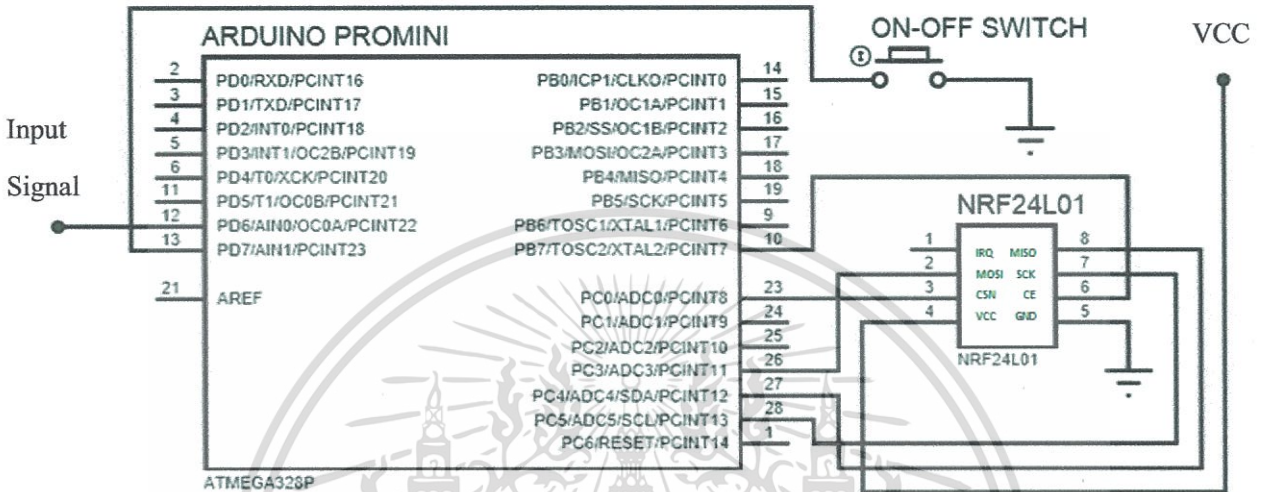 ARDUINO PROMINI
ON-OFF SWITCH
VCC
Input
Signal
2 PD0/RXD/PCINT16
3 PD1/TXD/PCINT17
4 PD2/INT0/PCINT18
5 PD3/INT1/OC2B/PCINT19
6 PD4/T0/XCK/PCINT20
11 PD5/T1/OC0B/PCINT21
12 PD6/AIN0/OC0A/PCINT22
13 PD7/AIN1/PCINT23
21 AREF
PB0/ICP1/CLKO/PCINT0 14
PB1/OC1A/PCINT1 15
PB2/SS/OC1B/PCINT2 16
PB3/MOSI/OC2A/PCINT3 17
PB4/MISO/PCINT4 18
PB5/SCK/PCINT5 19
PB6/TOSC1/XTAL1/PCINT6 9
PB7/TOSC2/XTAL2/PCINT7 10
PC0/ADC0/PCINT8 23
PC1/ADC1/PCINT9 24
PC2/ADC2/PCINT10 25
PC3/ADC3/PCINT11 26
PC4/ADC4/SDA/PCINT12 27
PC5/ADC5/SCL/PCINT13 28
PC6/RESET/PCINT14 1
ATMEGA328P
NRF24L01
1 IRQ MISO 8
2 MOSI SCK 7
3 CSN CE 6
4 VCC GND 5
NRF24L01